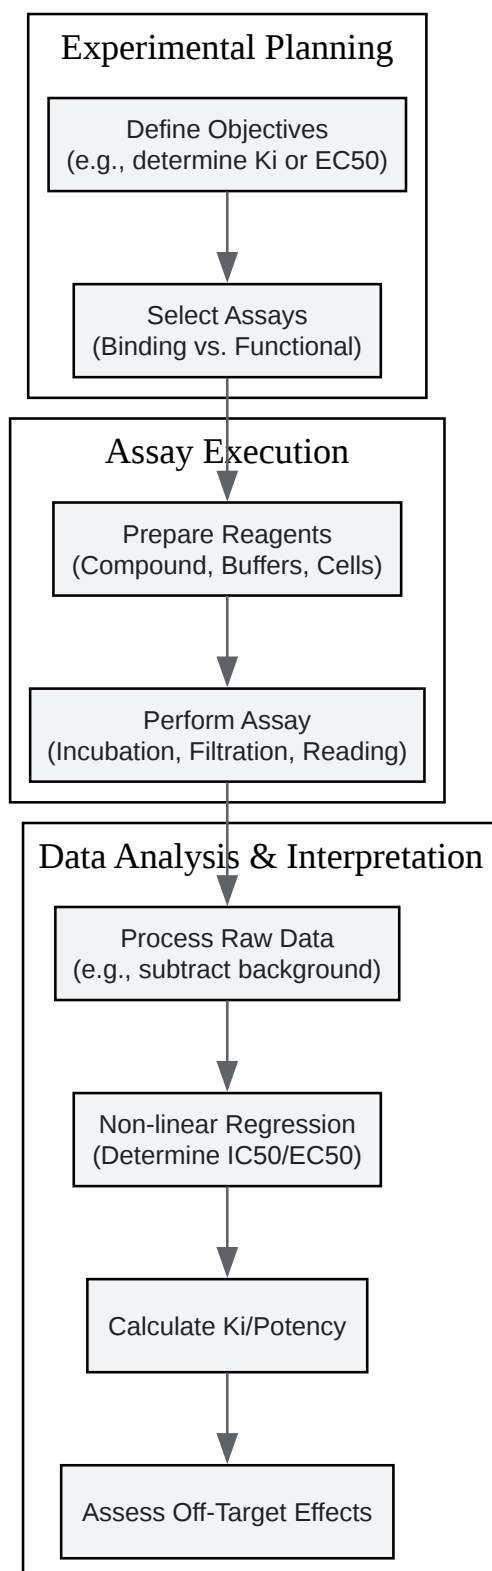 Experimental Planning
Define Objectives
(e.g., determine Ki or EC50)
Select Assays
(Binding vs. Functional)
Assay Execution
Prepare Reagents
(Compound, Buffers, Cells)
Perform Assay
(Incubation, Filtration, Reading)
Data Analysis & Interpretation
Process Raw Data
(e.g., subtract background)
Non-linear Regression
(Determine IC50/EC50)
Calculate Ki/Potency
Assess Off-Target Effects